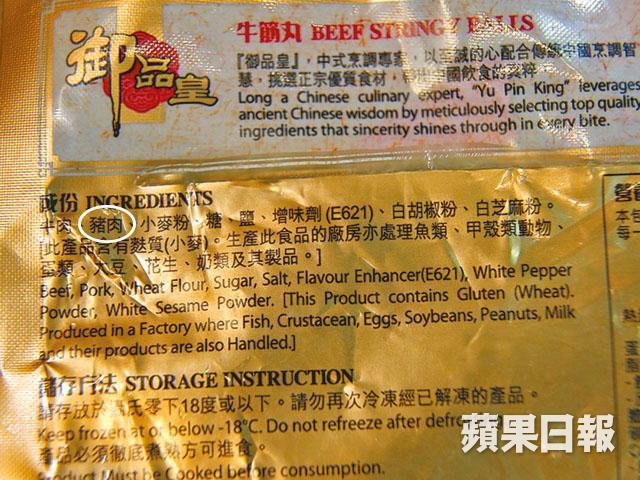 御品皇
牛筋丸 BEEF STRINGY BALLS
『御品皇』，中式烹調專家，以至誠的心配合傳統中國烹調智
慧，挑選正宗優質食材，帶出中國飲食的精粹。
Long a Chinese culinary expert, "Yu Pin King" leverages
ancient Chinese wisdom by meticulously selecting top quality
ingredients that sincerity shines through in every bite.
成份 INGREDIENTS
牛肉、豬肉、小麥粉、糖、鹽、增味劑(E621)、白胡椒粉、白芝麻粉。
[此產品含有麩質(小麥)。生產此食品的廠房亦處理魚類、甲殼類動物、
蛋類、大豆、花生、奶類及其製品。]
Beef, Pork, Wheat Flour, Sugar, Salt, Flavour Enhancer(E621), White Pepper
Powder, White Sesame Powder. [This Product contains Gluten (Wheat).
Produced in a Factory where Fish, Crustacean, Eggs, Soybeans, Peanuts, Milk
and their products are also Handled.]
儲存方法 STORAGE INSTRUCTION
請存放於攝氏零下18度或以下。請勿再次冷凍經已解凍的產品。
Keep frozen at or below -18°C. Do not refreeze after
產品必須徹底煮熟方可進食。
Product Must be Cooked before consumption.
蘋果日報